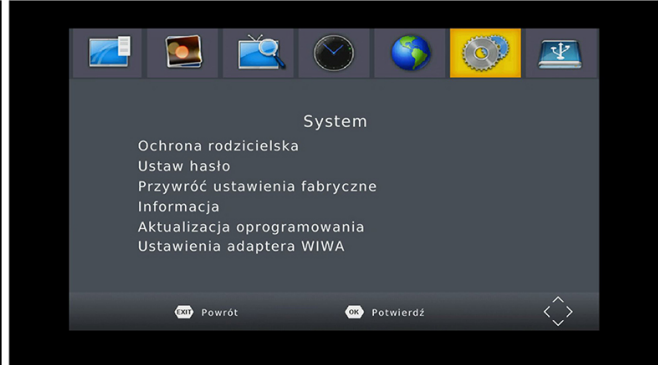 System
Ochrona rodzicielska
Ustaw hasło
Przywróć ustawienia fabryczne
Informacja
Aktualizacja oprogramowania
Ustawienia adaptera WIWA
EXIT Powrót OK Potwierdź